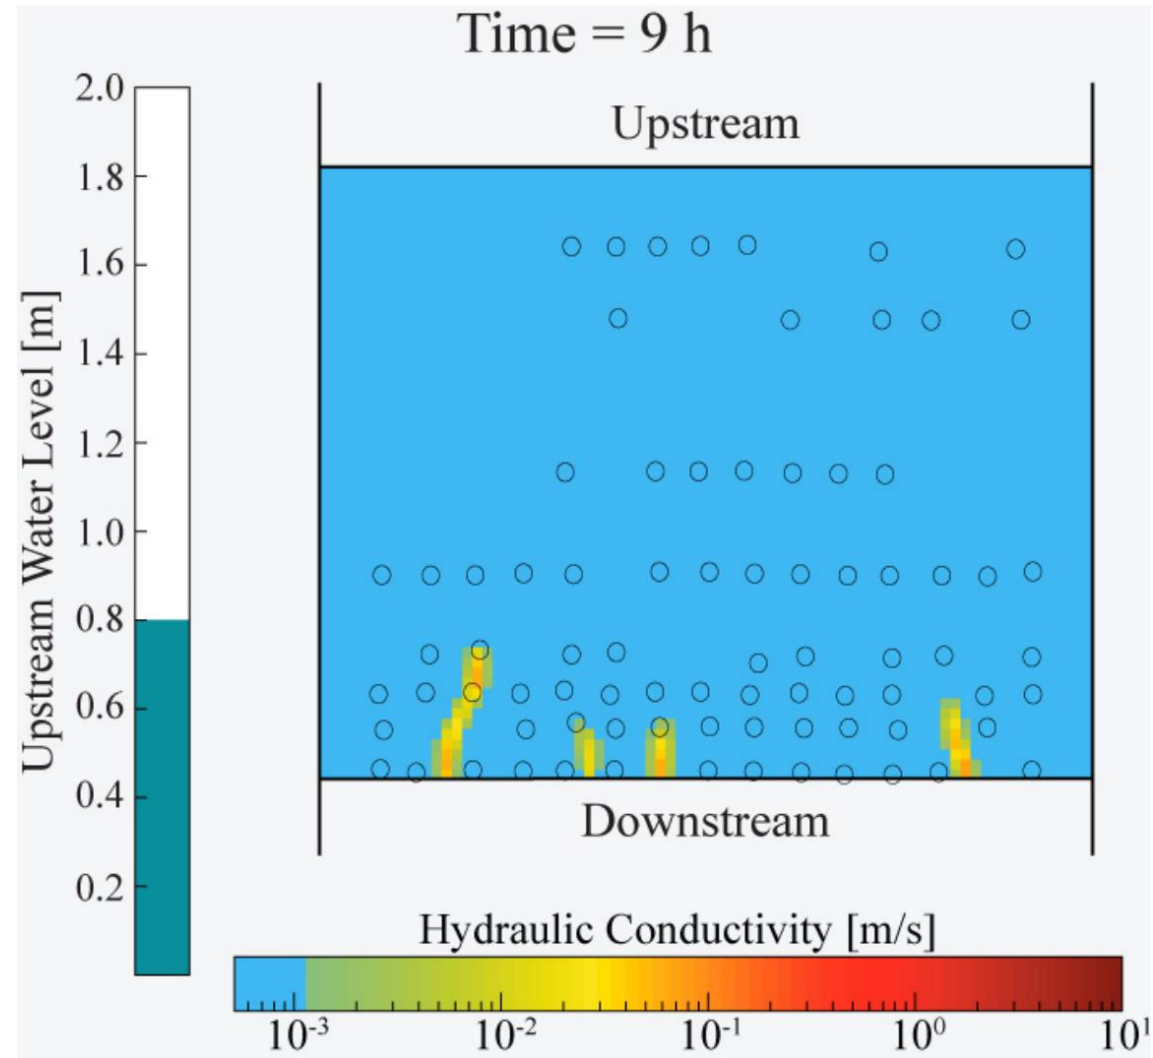 Time = 9 h
Upstream
Upstream Water Level [m]
2.0
1.8
1.6
1.4
1.2
1.0
0.8
0.6
0.4
0.2
Downstream
Hydraulic Conductivity [m/s]
10⁻³ 10⁻² 10⁻¹ 10⁰ 10¹